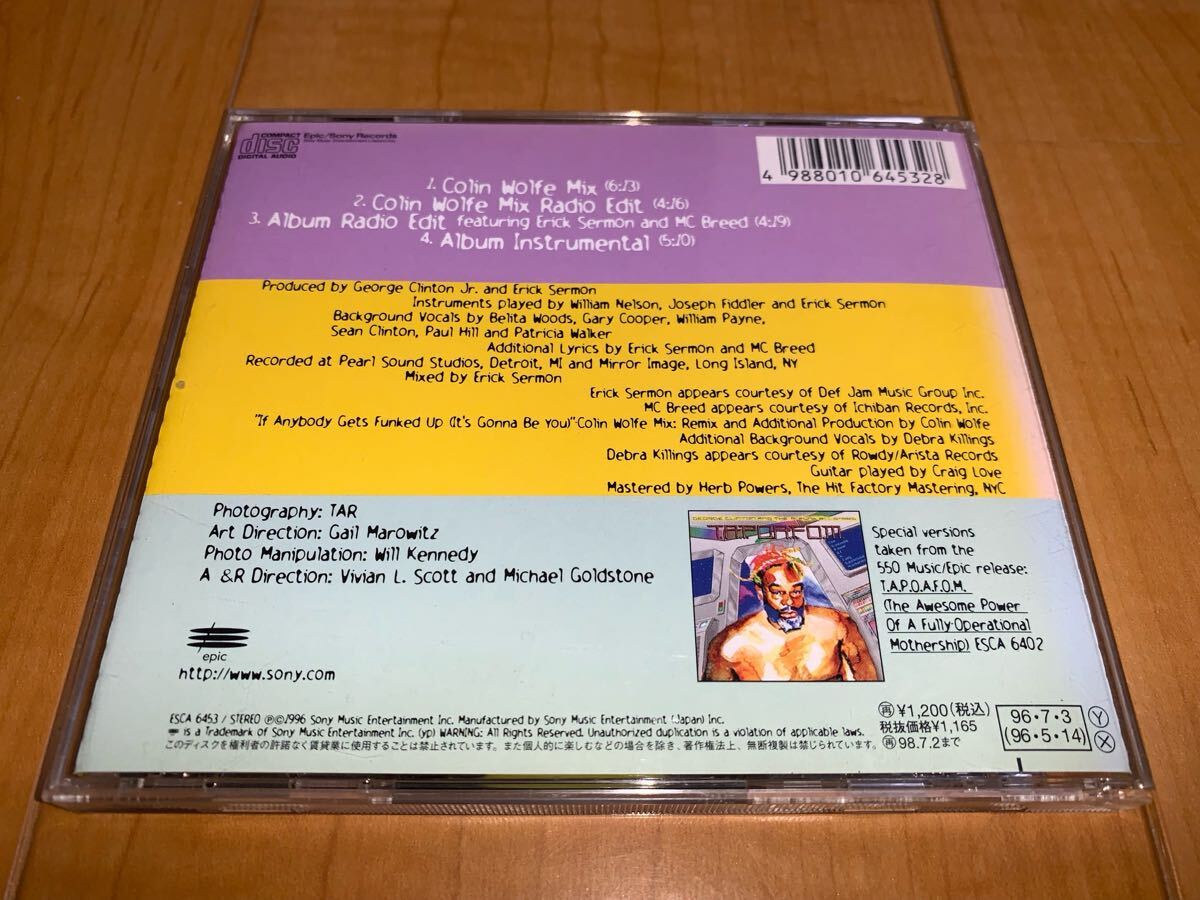 COMPACT
disc
DIGITAL AUDIO
Epic/Sony Records
4 988010 645328
1. Colin Wolfe Mix (6:13)
2. Colin Wolfe Mix Radio Edit (4:16)
3. Album Radio Edit featuring Erick Sermon and MC Breed (4:19)
4. Album Instrumental (5:10)
Produced by George Clinton Jr. and Erick Sermon
Instruments played by William Nelson, Joseph Fiddler and Erick Sermon
Background Vocals by Belita Woods, Gary Cooper, William Payne,
Sean Clinton, Paul Hill and Patricia Walker
Additional Lyrics by Erick Sermon and MC Breed
Recorded at Pearl Sound Studios, Detroit, MI and Mirror Image, Long Island, NY
Mixed by Erick Sermon
Erick Sermon appears courtesy of Def Jam Music Group Inc.
MC Breed appears courtesy of Ichiban Records, Inc.
"If Anybody Gets Funked Up (It's Gonna Be You)"-Colin Wolfe Mix: Remix and Additional Production by Colin Wolfe
Additional Background Vocals by Debra Killings
Debra Killings appears courtesy of Rowdy/Arista Records
Guitar played by Craig Love
Mastered by Herb Powers, The Hit Factory Mastering, NYC
Photography: TAR
Art Direction: Gail Marowitz
Photo Manipulation: Will Kennedy
A &R Direction: Vivian L. Scott and Michael Goldstone
T.A.P.O.A.F.O.M.
Special versions
taken from the
550 Music/Epic release:
T.A.P.O.A.F.O.M.
(The Awesome Power
Of A Fully-Operational
Mothership) ESCA 6402
epic
http://www.sony.com
ESCA 6453 / STEREO ℗©1996 Sony Music Entertainment Inc. Manufactured by Sony Music Entertainment (Japan) Inc.
is a Trademark of Sony Music Entertainment Inc. (yp) WARNING: All Rights Reserved. Unauthorized duplication is a violation of applicable laws.
このディスクを権利者の許諾なく賃貸業に使用することは禁止されています。また個人的に楽しむなどの場合を除き、著作権法上、無断複製は禁じられています。
再 ¥1,200(税込)
税抜価格¥1,165
再 98.7.2まで
96・7・3
(96・5・14)
Y
X